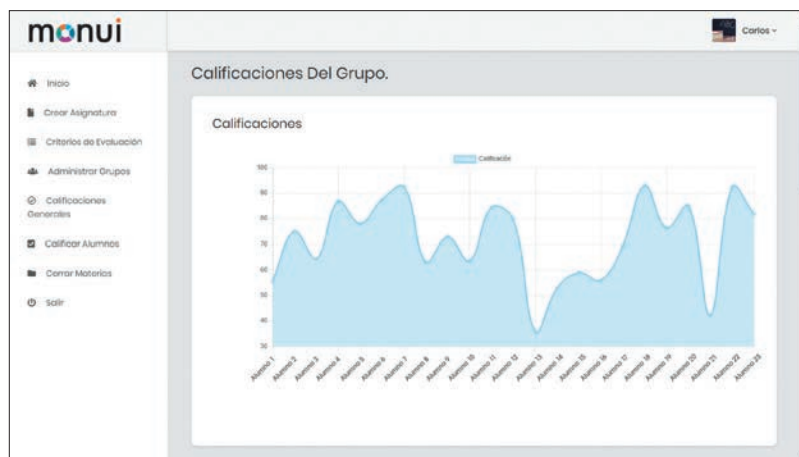 monui
Carlos
Inicio
Crear Asignatura
Criterios de Evaluación
Administrar Grupos
Calificaciones
Generales
Calificar Alumnos
Cerrar Materias
Salir
Calificaciones Del Grupo.
Calificaciones
Calificación
100
90
80
70
60
50
40
30
Alumno 1
Alumno 2
Alumno 3
Alumno 4
Alumno 5
Alumno 6
Alumno 7
Alumno 8
Alumno 9
Alumno 10
Alumno 11
Alumno 12
Alumno 13
Alumno 14
Alumno 15
Alumno 16
Alumno 17
Alumno 18
Alumno 19
Alumno 20
Alumno 21
Alumno 22
Alumno 23